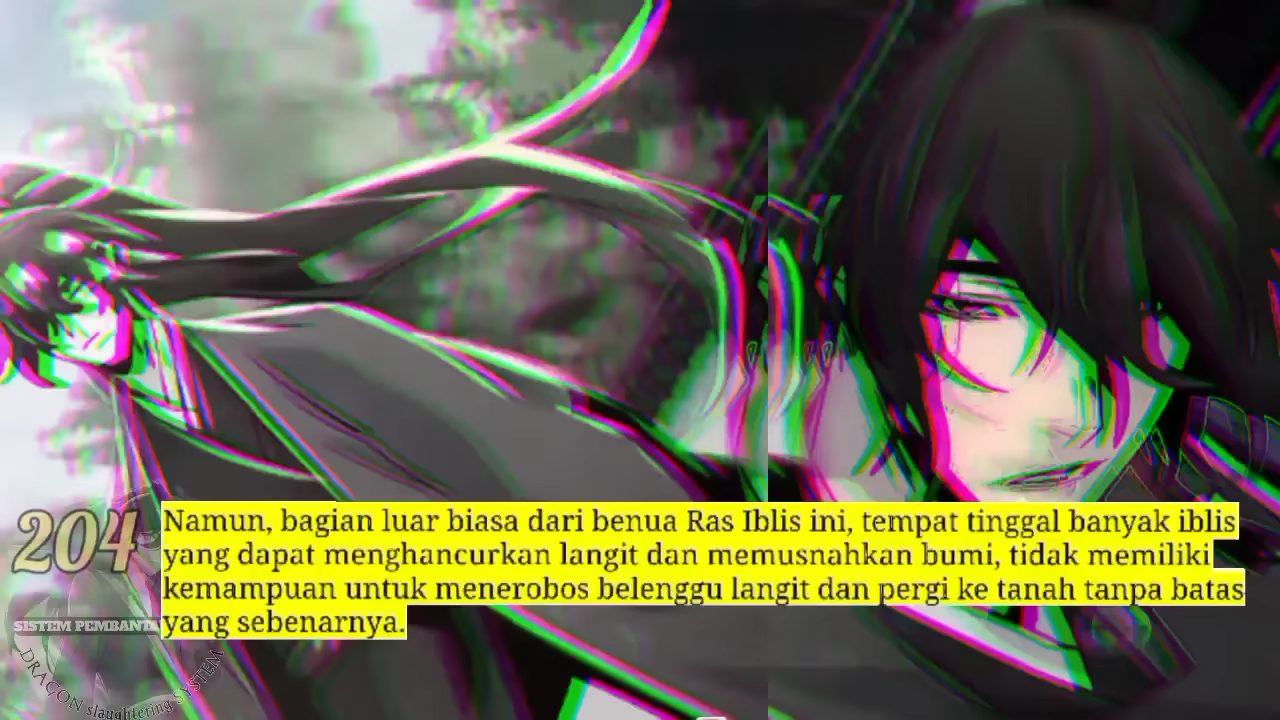 204
Namun, bagian luar biasa dari benua Ras Iblis ini, tempat tinggal banyak iblis
yang dapat menghancurkan langit dan memusnahkan bumi, tidak memiliki
kemampuan untuk menerobos belenggu langit dan pergi ke tanah tanpa batas
yang sebenarnya.
SISTEM PEMBANTA
DRAGON slaughtering SYSTEM